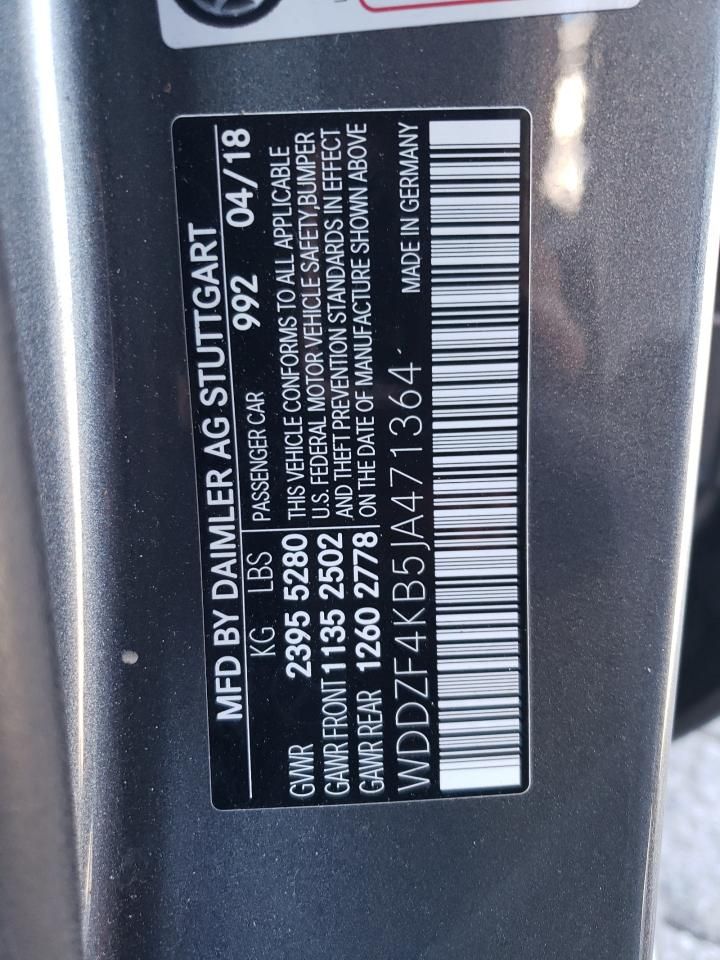 MFD BY DAIMLER AG STUTTGART
992 04/18
KG LBS PASSENGER CAR
GVWR 2395 5280
GAWR FRONT 1135 2502
GAWR REAR 1260 2778
THIS VEHICLE CONFORMS TO ALL APPLICABLE
U.S. FEDERAL MOTOR VEHICLE SAFETY,BUMPER
AND THEFT PREVENTION STANDARDS IN EFFECT
ON THE DATE OF MANUFACTURE SHOWN ABOVE
WDDZF4KB5JA471364
MADE IN GERMANY